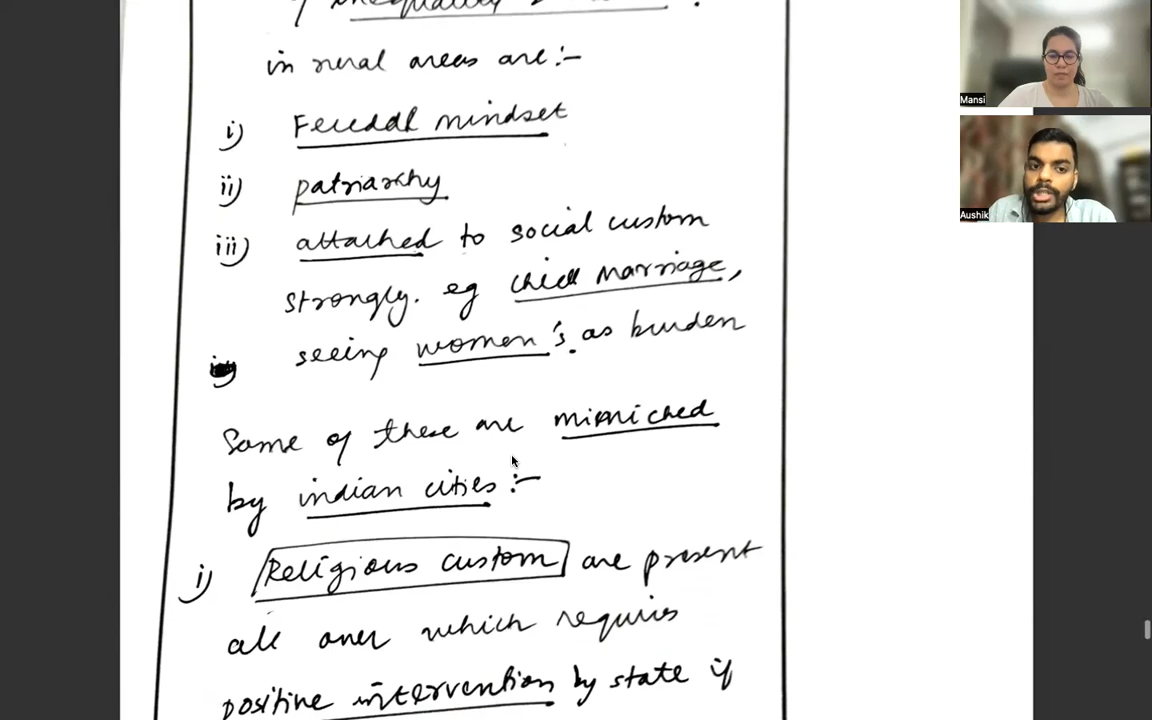 in rural areas are :-
i) Feuddl mindset
ii) patriarchy
iii) attached to social custom
strongly. eg child Marriage,
seeing women's. as burden
Some of these are mimiched
by indian cities :-
i) Religious custom are present
all over which requires
positive intervention by state if
Mansi
Aushik